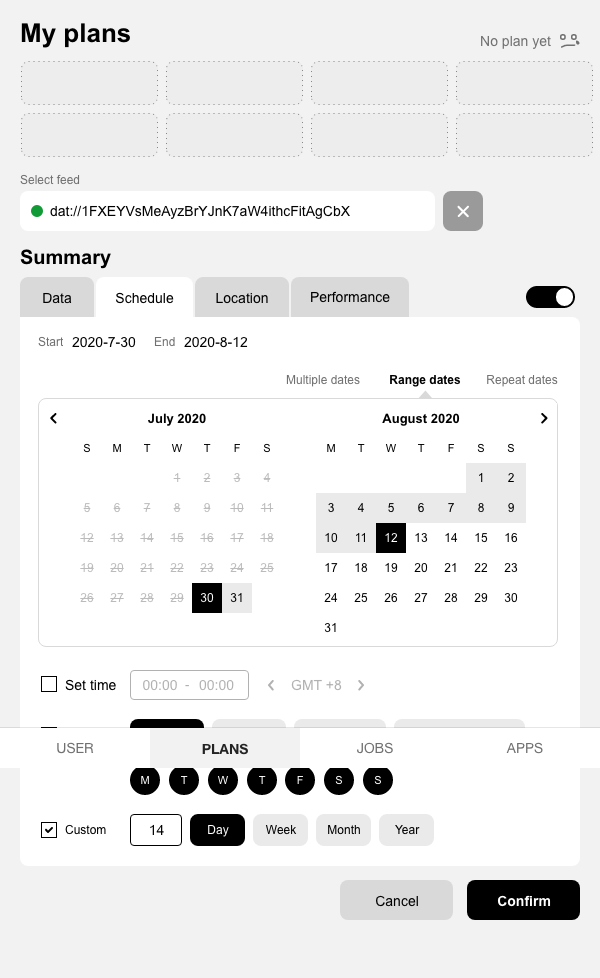 My plans
No plan yet
Select feed
dat://1FXEYVsMeAyzBrYJnK7aW4ithcFitAgCbX
Summary
Data Schedule Location Performance
Start 2020-7-30 End 2020-8-12
Multiple dates Range dates Repeat dates
July 2020
S M T W T F S
1 2 3 4
5 6 7 8 9 10 11
12 13 14 15 16 17 18
19 20 21 22 23 24 25
26 27 28 29 30 31
August 2020
M T W T F S S
1 2
3 4 5 6 7 8 9
10 11 12 13 14 15 16
17 18 19 20 21 22 23
24 25 26 27 28 29 30
31
Set time 00:00 - 00:00 GMT +8
USER PLANS JOBS APPS
M T W T F S S
Custom 14 Day Week Month Year
Cancel Confirm